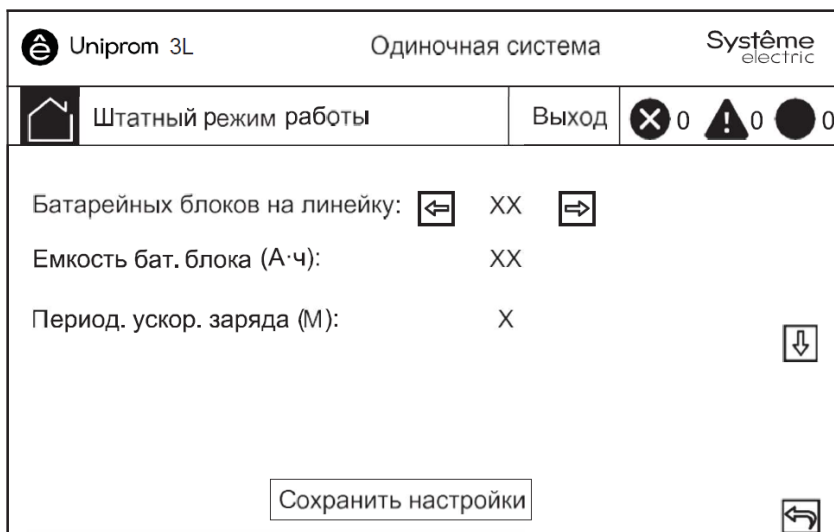 ê Uniprom 3L Одиночная система Systême electric
Штатный режим работы Выход 0 0 0
Батарейных блоков на линейку: XX
Емкость бат. блока (А·ч): XX
Период. ускор. заряда (М): X
Сохранить настройки